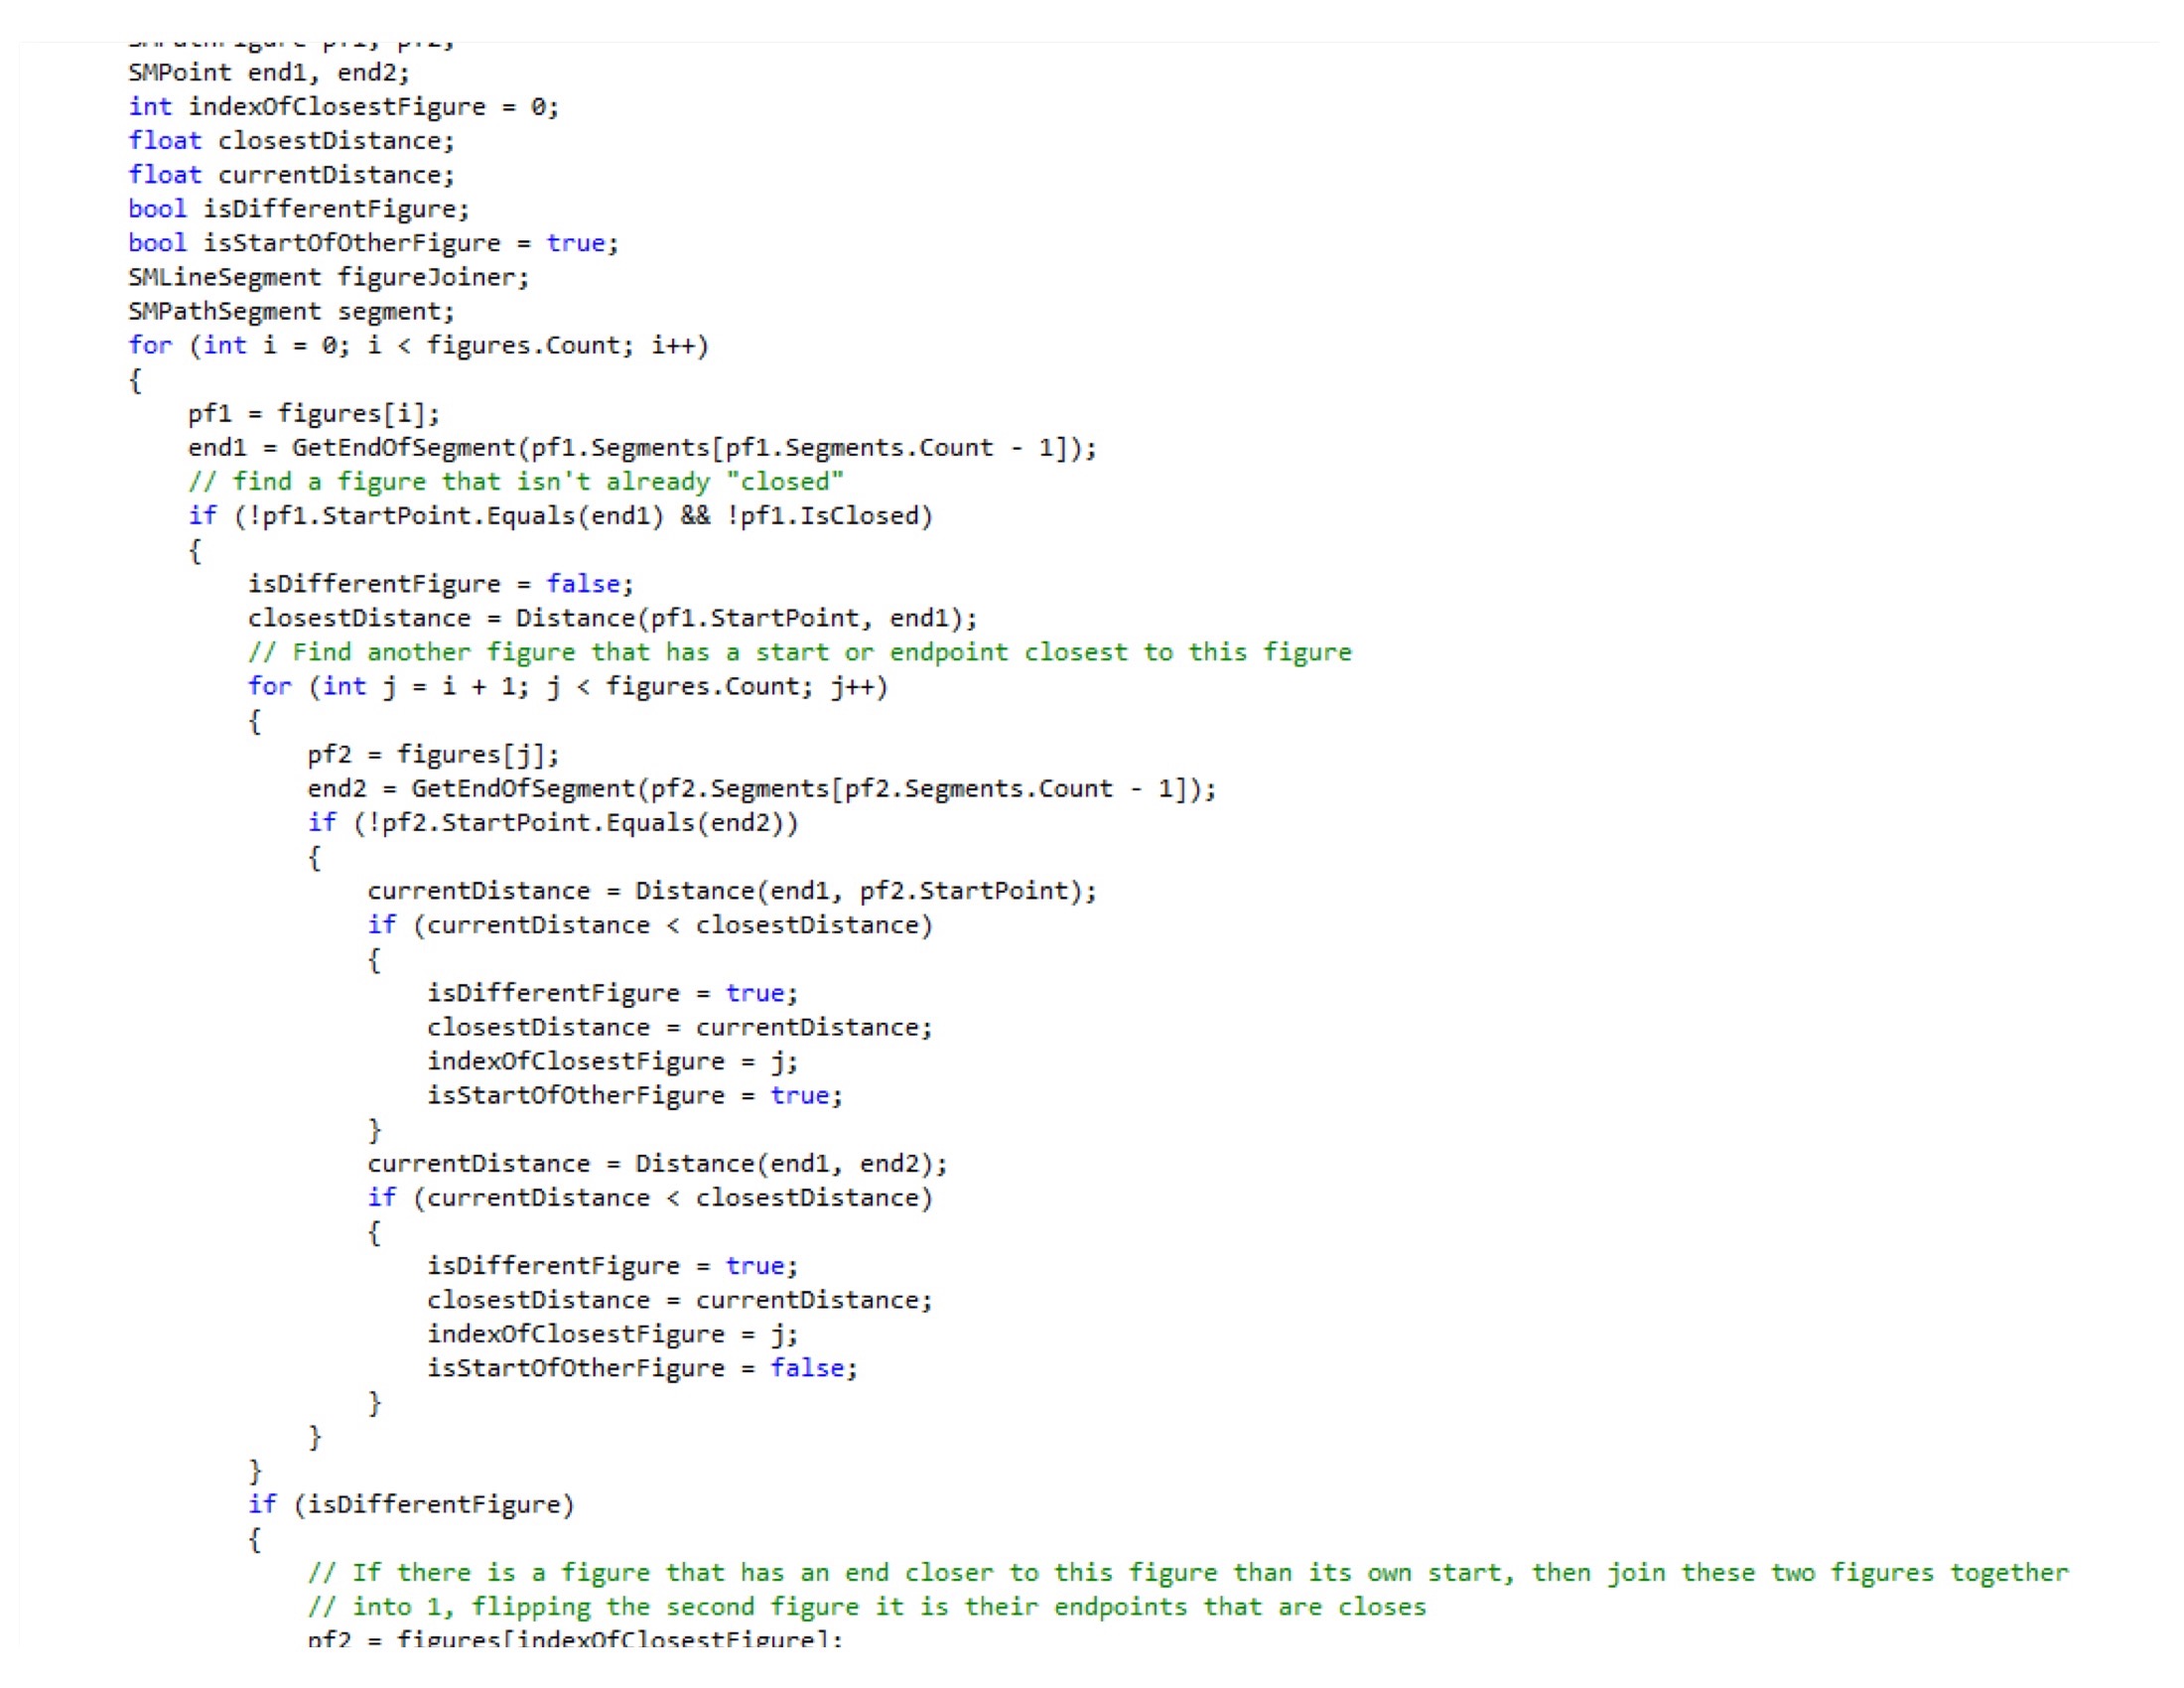 SMPathFigure pf1, pf2;
SMPoint end1, end2;
int indexOfClosestFigure = 0;
float closestDistance;
float currentDistance;
bool isDifferentFigure;
bool isStartOfOtherFigure = true;
SMLineSegment figureJoiner;
SMPathSegment segment;
for (int i = 0; i < figures.Count; i++)
{
pf1 = figures[i];
end1 = GetEndOfSegment(pf1.Segments[pf1.Segments.Count - 1]);
// find a figure that isn't already "closed"
if (!pf1.StartPoint.Equals(end1) && !pf1.IsClosed)
{
isDifferentFigure = false;
closestDistance = Distance(pf1.StartPoint, end1);
// Find another figure that has a start or endpoint closest to this figure
for (int j = i + 1; j < figures.Count; j++)
{
pf2 = figures[j];
end2 = GetEndOfSegment(pf2.Segments[pf2.Segments.Count - 1]);
if (!pf2.StartPoint.Equals(end2))
{
currentDistance = Distance(end1, pf2.StartPoint);
if (currentDistance < closestDistance)
{
isDifferentFigure = true;
closestDistance = currentDistance;
indexOfClosestFigure = j;
isStartOfOtherFigure = true;
}
currentDistance = Distance(end1, end2);
if (currentDistance < closestDistance)
{
isDifferentFigure = true;
closestDistance = currentDistance;
indexOfClosestFigure = j;
isStartOfOtherFigure = false;
}
}
}
if (isDifferentFigure)
{
// If there is a figure that has an end closer to this figure than its own start, then join these two figures together
// into 1, flipping the second figure it is their endpoints that are closes
pf2 = figures[indexOfClosestFigure];